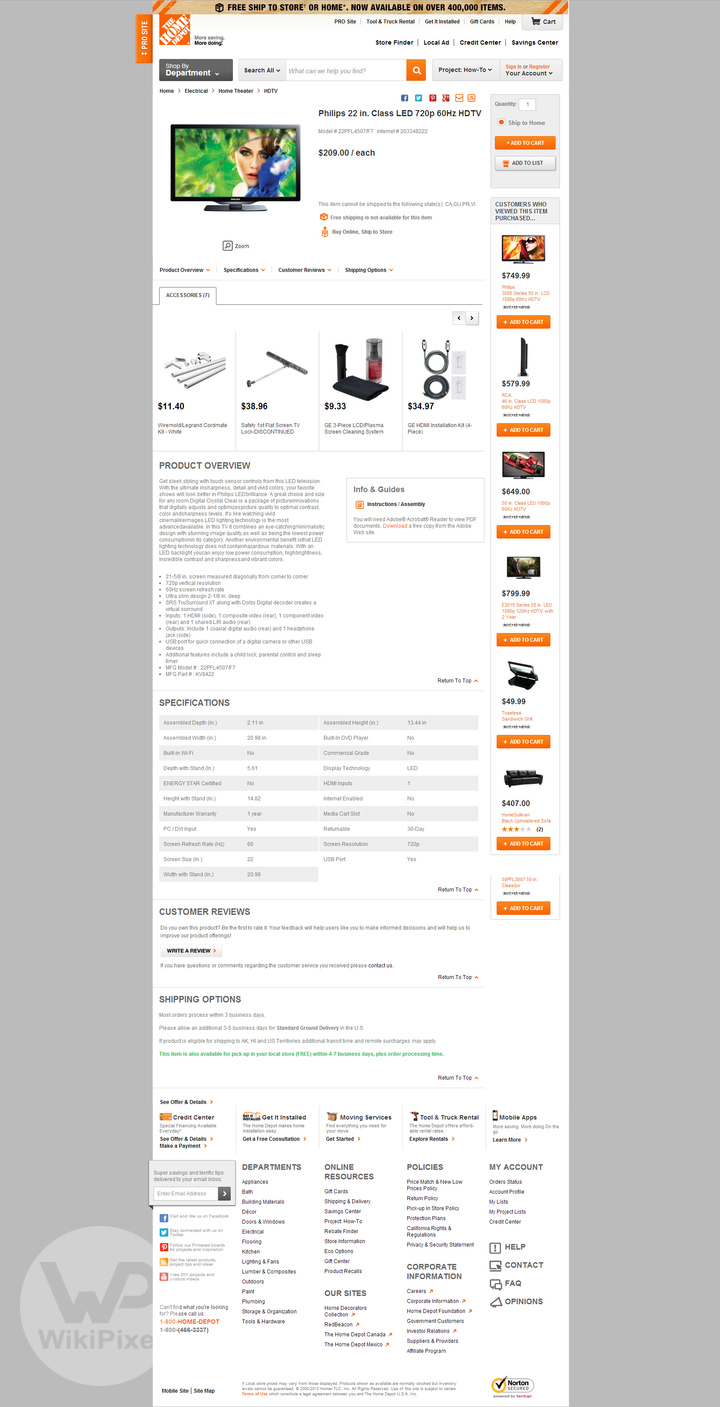 FREE SHIP TO STORE† OR HOME*. NOW AVAILABLE ON OVER 400,000 ITEMS.
PRO SITE
THE HOME DEPOT
More saving.
More doing.
PRO Site
Tool & Truck Rental
Get It Installed
Gift Cards
Help
Cart
Store Finder
Local Ad
Credit Center
Savings Center
Shop By
Department
Search All
What can we help you find?
Project: How-To
Sign In or Register
Your Account
Home > Electrical > Home Theater > HDTV
Philips 22 in. Class LED 720p 60Hz HDTV
Model # 22PFL4507/F7 Internet # 203348222
$209.00 / each
This item cannot be shipped to the following state(s): CA,GU,PR,VI
Free shipping is not available for this item
Buy Online, Ship to Store
Zoom
Quantity: 1
Ship to Home
+ ADD TO CART
ADD TO LIST
Product Overview
Specifications
Customer Reviews
Shipping Options
ACCESSORIES (7)
$11.40
Wiremold/Legrand Cordmate
Kit - White
$38.96
Safety 1st Flat Screen TV
Lock-DISCONTINUED
$9.33
GE 3-Piece LCD/Plasma
Screen Cleaning System
$34.97
GE HDMI Installation Kit (4-
Piece)
CUSTOMERS WHO
VIEWED THIS ITEM
PURCHASED...
$749.99
Philips
3000 Series 50 in. LCD
1080p 60Hz HDTV
+ ADD TO CART
$579.99
RCA
46 in. Class LCD 1080p
60Hz HDTV
+ ADD TO CART
$649.00
50 in. Class LCD 1080p
60Hz HDTV
+ ADD TO CART
$799.99
1080p 120Hz HDTV with
2 Year
+ ADD TO CART
$49.99
Toastess
Sandwich Grill
+ ADD TO CART
$407.00
HomeSullivan
Black Upholstered Sofa
(2)
+ ADD TO CART
50PFL3807 50 in.
+ ADD TO CART
PRODUCT OVERVIEW
Get sleek styling with touch sensor controls from this LED television.
With the ultimate insharpness, detail and vivid colors, your favorite
shows will look better in Philips LEDbrilliance. A great choice and size
for any room.Digital Crystal Clear is a package of pictureinnovations
that digitally adjusts and optimizespicture quality to optimal contrast,
color andsharpness levels. It's like watching vivid
cinemalikeimages.LED lighting technology is the most
advancedavailable. In this TV it combines an eye-catchingminimalistic
design with stunning image quality,as well as being the lowest power
consumptionin its category. Another environmental benefit isthat LED
lighting technology does not containhazardous materials. With an
LED backlight youcan enjoy low power consumption, highbrightness,
incredible contrast and sharpnessand vibrant colors.
21-5/8 in. screen measured diagonally from corner to corner
720p vertical resolution
60Hz screen refresh rate
Ultra slim design 2-1/8 in. deep
SRS TruSurround XT along with Dolby Digital decoder creates a
virtual surround
Inputs: 1 HDMI (side), 1 composite video (rear), 1 component video
(rear) and 1 shared L/R audio (rear)
Outputs: Include 1 coaxial digital audio (rear) and 1 headphone
jack (side)
USB port for quick connection of a digital camera or other USB
devices
Additional features include a child lock, parental control and sleep
timer
MFG Model # : 22PFL4507/F7
MFG Part # : KV8422
Info & Guides
Instructions / Assembly
You will need Adobe® Acrobat® Reader to view PDF
documents. Download a free copy from the Adobe
Web site.
Return To Top
SPECIFICATIONS
Assembled Depth (in.) 2.11 in Assembled Height (in.) 13.44 in
Assembled Width (in.) 20.98 in Built-in DVD Player No
Built-in Wi-Fi No Commercial Grade No
Depth with Stand (in.) 5.61 Display Technology LED
ENERGY STAR Certified No HDMI Inputs 1
Height with Stand (in.) 14.82 Internet Enabled No
Manufacturer Warranty 1 year Media Cart Slot No
PC / DVI Input Yes Returnable 30-Day
Screen Refresh Rate (Hz) 60 Screen Resolution 720p
Screen Size (in.) 22 USB Port Yes
Width with Stand (in.) 20.98
Return To Top
CUSTOMER REVIEWS
Do you own this product? Be the first to rate it. Your feedback will help users like you to make informed decisions and will help us to
improve our product offerings!
WRITE A REVIEW
If you have questions or comments regarding the customer service you received please contact us.
Return To Top
SHIPPING OPTIONS
Most orders process within 3 business days.
Please allow an additional 3-5 business days for Standard Ground Delivery in the U.S.
If product is eligible for shipping to AK, HI and US Territories additional transit time and remote surcharges may apply.
This item is also available for pick up in your local store (FREE) within 4-7 business days, plus order processing time.
Return To Top
See Offer & Details
Credit Center
Special Financing Available
Everyday*
See Offer & Details
Make a Payment
Get It Installed
The Home Depot makes home
installation easy.
Get a Free Consultation
Moving Services
Find everything you need for
your move
Get Started
Tool & Truck Rental
The Home Depot offers afford-
able rental rates.
Explore Rentals
Mobile Apps
More saving. More doing On the
air.
Learn More
Super savings and terrific tips
delivered to your email inbox.
Enter Email Address
Visit and like us on Facebook
Stay connected with us on
Twitter
Follow our Pinterest boards
for projects and inspiration
Get the latest products,
project tips and ideas
View DIY projects and
product videos
Can't find what you're looking
for? Please call us:
1-800-HOME-DEPOT
1-800-(466-3337)
DEPARTMENTS
Appliances
Bath
Building Materials
Décor
Doors & Windows
Electrical
Flooring
Kitchen
Lighting & Fans
Lumber & Composites
Outdoors
Paint
Plumbing
Storage & Organization
Tools & Hardware
ONLINE
RESOURCES
Gift Cards
Shipping & Delivery
Savings Center
Project: How-To
Rebate Finder
Store Information
Eco Options
Gift Center
Product Recalls
OUR SITES
Home Decorators
Collection
RedBeacon
The Home Depot Canada
The Home Depot Mexico
POLICIES
Price Match & New Low
Prices Policy
Return Policy
Pick-up in Store Policy
Protection Plans
California Rights &
Regulations
Privacy & Security Statement
CORPORATE
INFORMATION
Careers
Corporate Information
Home Depot Foundation
Government Customers
Investor Relations
Suppliers & Providers
Affiliate Program
MY ACCOUNT
Orders Status
Account Profile
My Lists
My Project Lists
Credit Center
HELP
CONTACT
FAQ
OPINIONS
WikiPixel
Mobile Site | Site Map
† Local store prices may vary from those displayed. Products shown as available are normally stocked but inventory
levels cannot be guaranteed. © 2000-2013 Homer TLC, Inc. All Rights Reserved. Use of this site is subject to certain
Terms of Use which constitute a legal agreement between you and The Home Depot U.S.A. Inc.
Norton
SECURED
powered by VeriSign